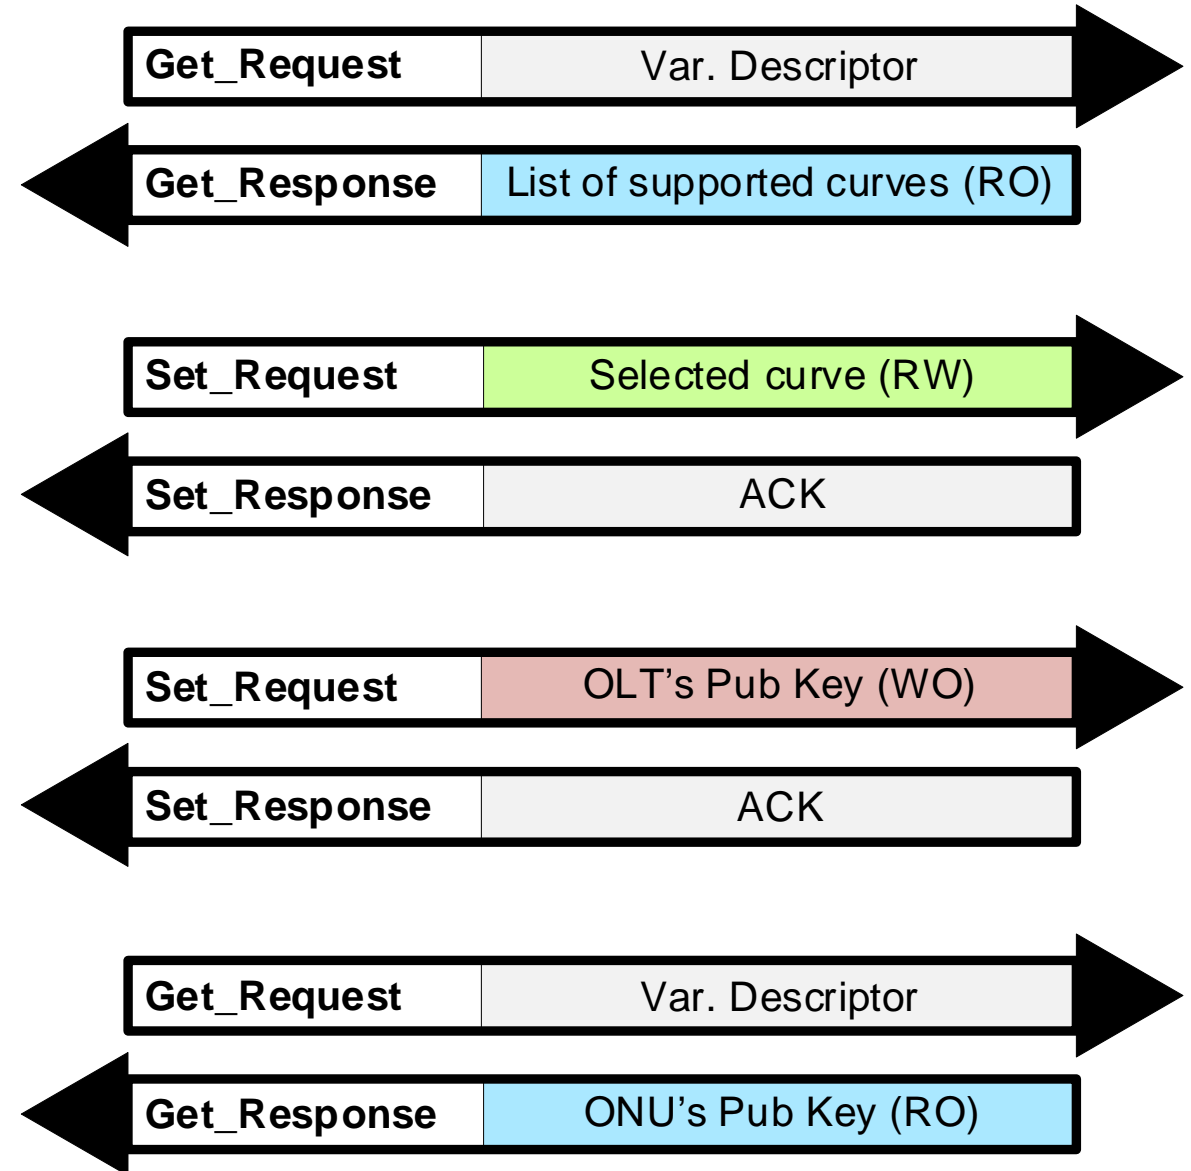 Get_Request Var. Descriptor
Get_Response List of supported curves (RO)
Set_Request Selected curve (RW)
Set_Response ACK
Set_Request OLT’s Pub Key (WO)
Set_Response ACK
Get_Request Var. Descriptor
Get_Response ONU’s Pub Key (RO)